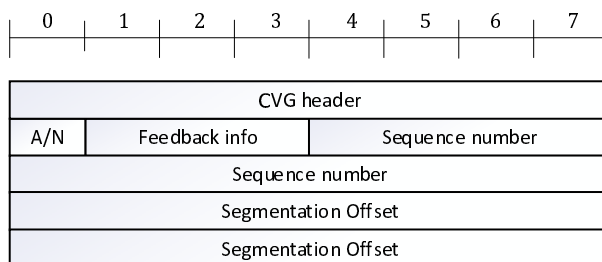 0 1 2 3 4 5 6 7
CVG header
A/N Feedback info Sequence number
Sequence number
Segmentation Offset
Segmentation Offset